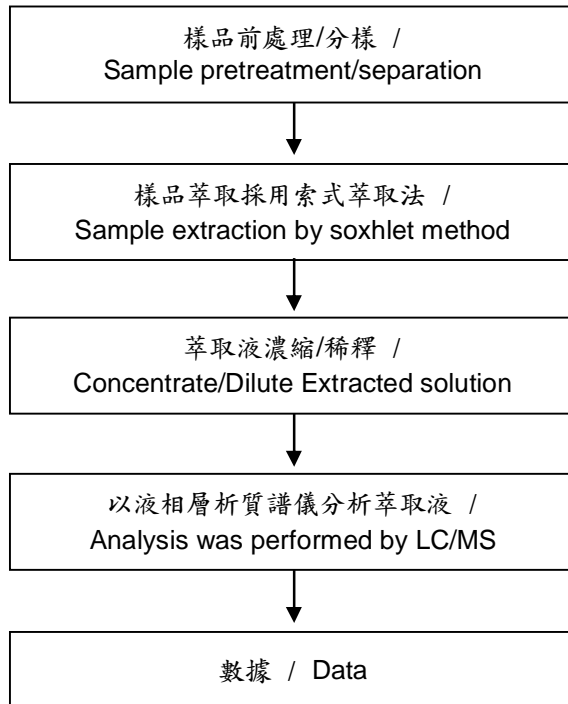 樣品前處理/分樣 /
Sample pretreatment/separation
樣品萃取採用索式萃取法 /
Sample extraction by soxhlet method
萃取液濃縮/稀釋 /
Concentrate/Dilute Extracted solution
以液相層析質譜儀分析萃取液 /
Analysis was performed by LC/MS
數據 / Data